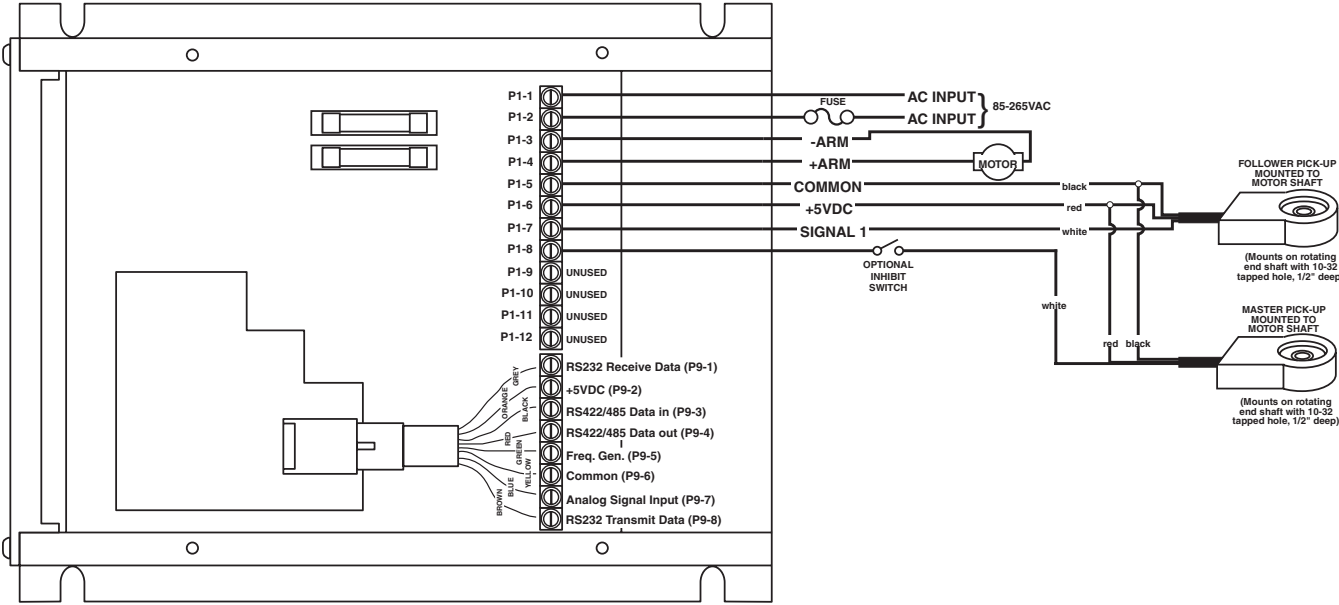 P1-1
AC INPUT
P1-2
FUSE
AC INPUT
85-265VAC
P1-3
-ARM
P1-4
+ARM
MOTOR
P1-5
COMMON
black
P1-6
+5VDC
red
P1-7
SIGNAL 1
white
P1-8
OPTIONAL
INHIBIT
SWITCH
P1-9
UNUSED
P1-10
UNUSED
P1-11
UNUSED
P1-12
UNUSED
FOLLOWER PICK-UP
MOUNTED TO
MOTOR SHAFT
(Mounts on rotating
end shaft with 10-32
tapped hole, 1/2" deep
white
red
black
MASTER PICK-UP
MOUNTED TO
MOTOR SHAFT
(Mounts on rotating
end shaft with 10-32
tapped hole, 1/2" deep)
GREY
ORANGE
BLACK
RED
GREEN
YELLOW
BLUE
BROWN
RS232 Receive Data (P9-1)
+5VDC (P9-2)
RS422/485 Data in (P9-3)
RS422/485 Data out (P9-4)
Freq. Gen. (P9-5)
Common (P9-6)
Analog Signal Input (P9-7)
RS232 Transmit Data (P9-8)